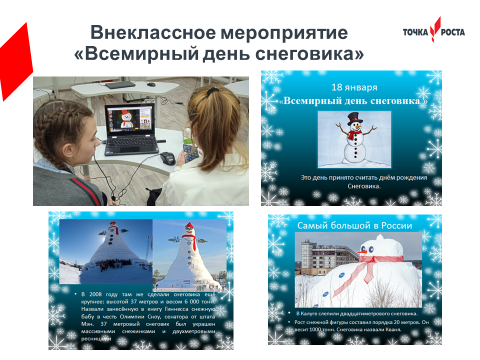 Внеклассное мероприятие
«Всемирный день снеговика»
ТОЧКА РОСТА
18 января
«Всемирный день снеговика»
Это день принято считать днём рождения
Снеговика.
• В 2008 году там же сделали снеговика ещё
крупнее: высотой 37 метров и весом 6 000 тонн.
Назвали занесённую в книгу Гиннесса снежную
бабу в честь Олимпии Сноу, сенатора от штата
Мэн. 37 метровый снеговик был украшен
массивными снежинками и двухметровыми
ресницами
Самый большой в России
• В Калуге слепили двадцатиметрового снеговика.
Рост снежной фигуры составил порядка 20 метров. Он
весит 1000 тонн. Снеговика назвали Кваня.